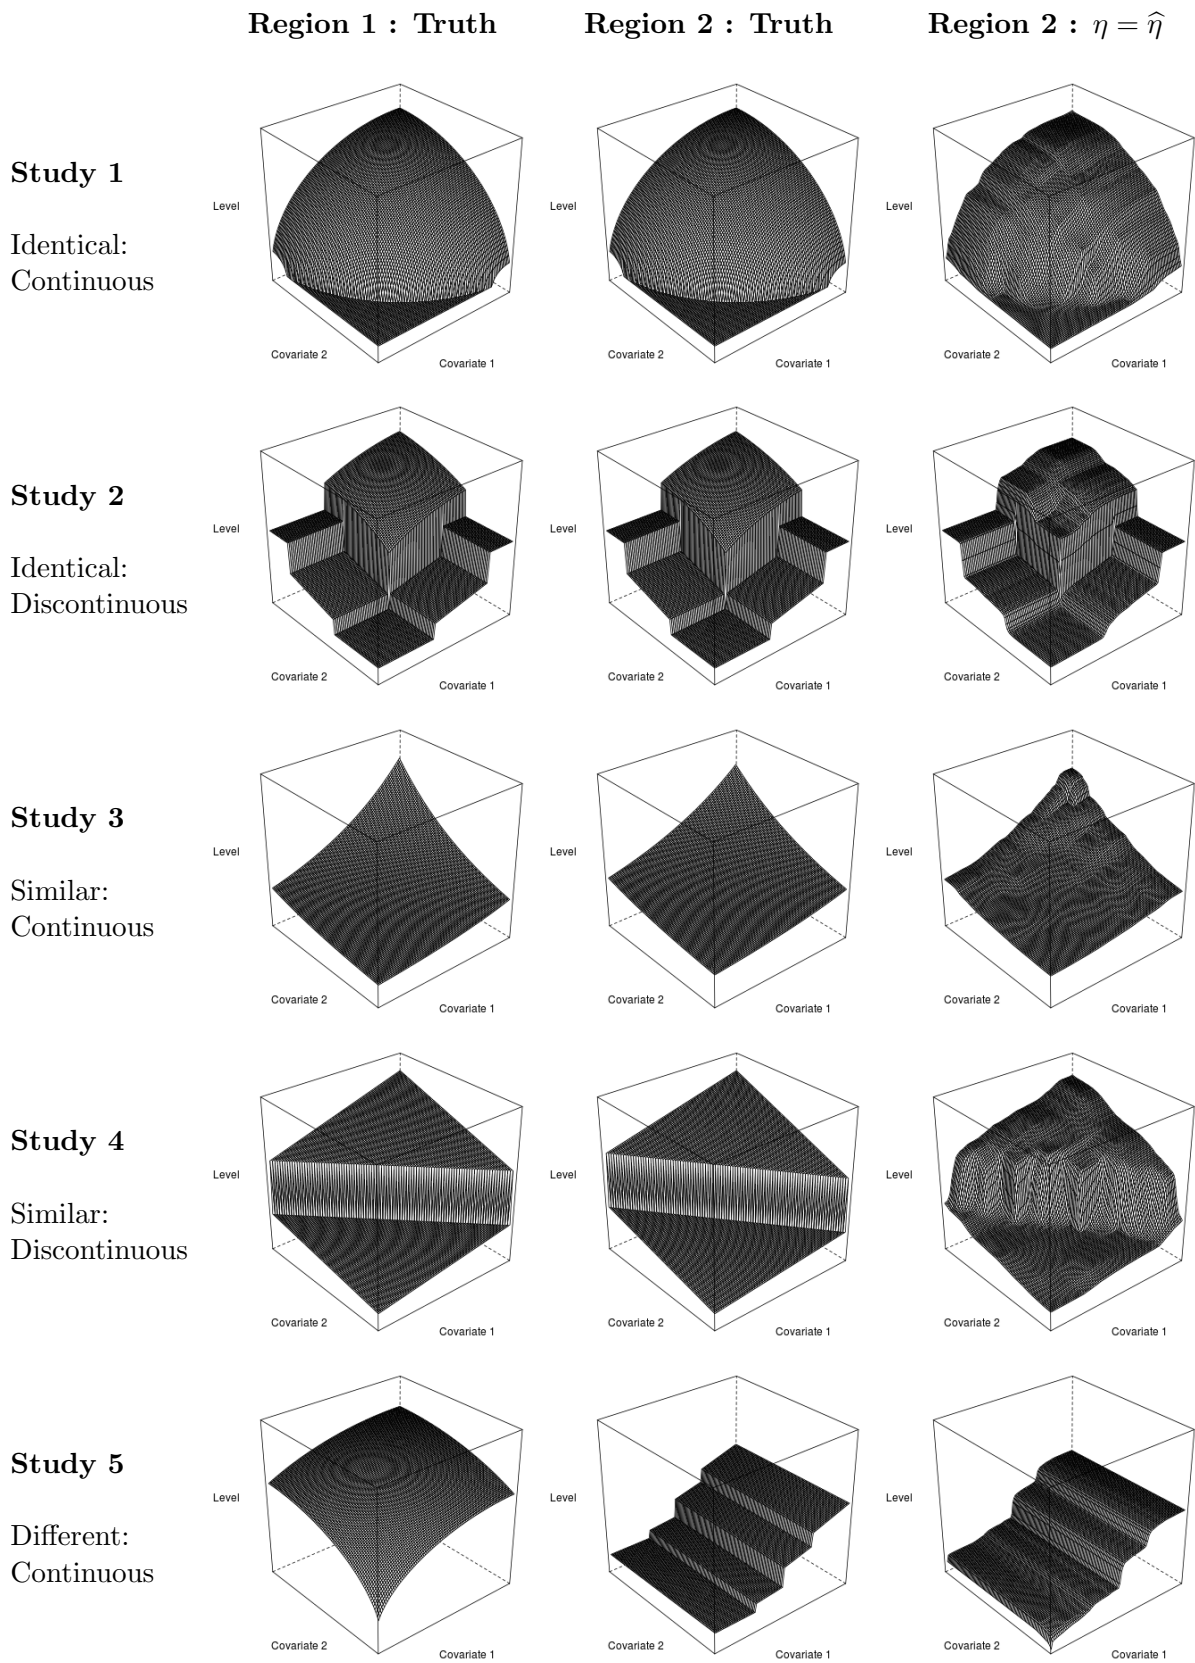 Region 1 : Truth
Region 2 : Truth
Region 2 : η = η̂
Study 1
Identical:
Continuous
Level
Covariate 2
Covariate 1
Level
Covariate 2
Covariate 1
Level
Covariate 2
Covariate 1
Study 2
Identical:
Discontinuous
Level
Covariate 2
Covariate 1
Level
Covariate 2
Covariate 1
Level
Covariate 2
Covariate 1
Study 3
Similar:
Continuous
Level
Covariate 2
Covariate 1
Level
Covariate 2
Covariate 1
Level
Covariate 2
Covariate 1
Study 4
Similar:
Discontinuous
Level
Covariate 2
Covariate 1
Level
Covariate 2
Covariate 1
Level
Covariate 2
Covariate 1
Study 5
Different:
Continuous
Level
Covariate 2
Covariate 1
Level
Covariate 2
Covariate 1
Level
Covariate 2
Covariate 1